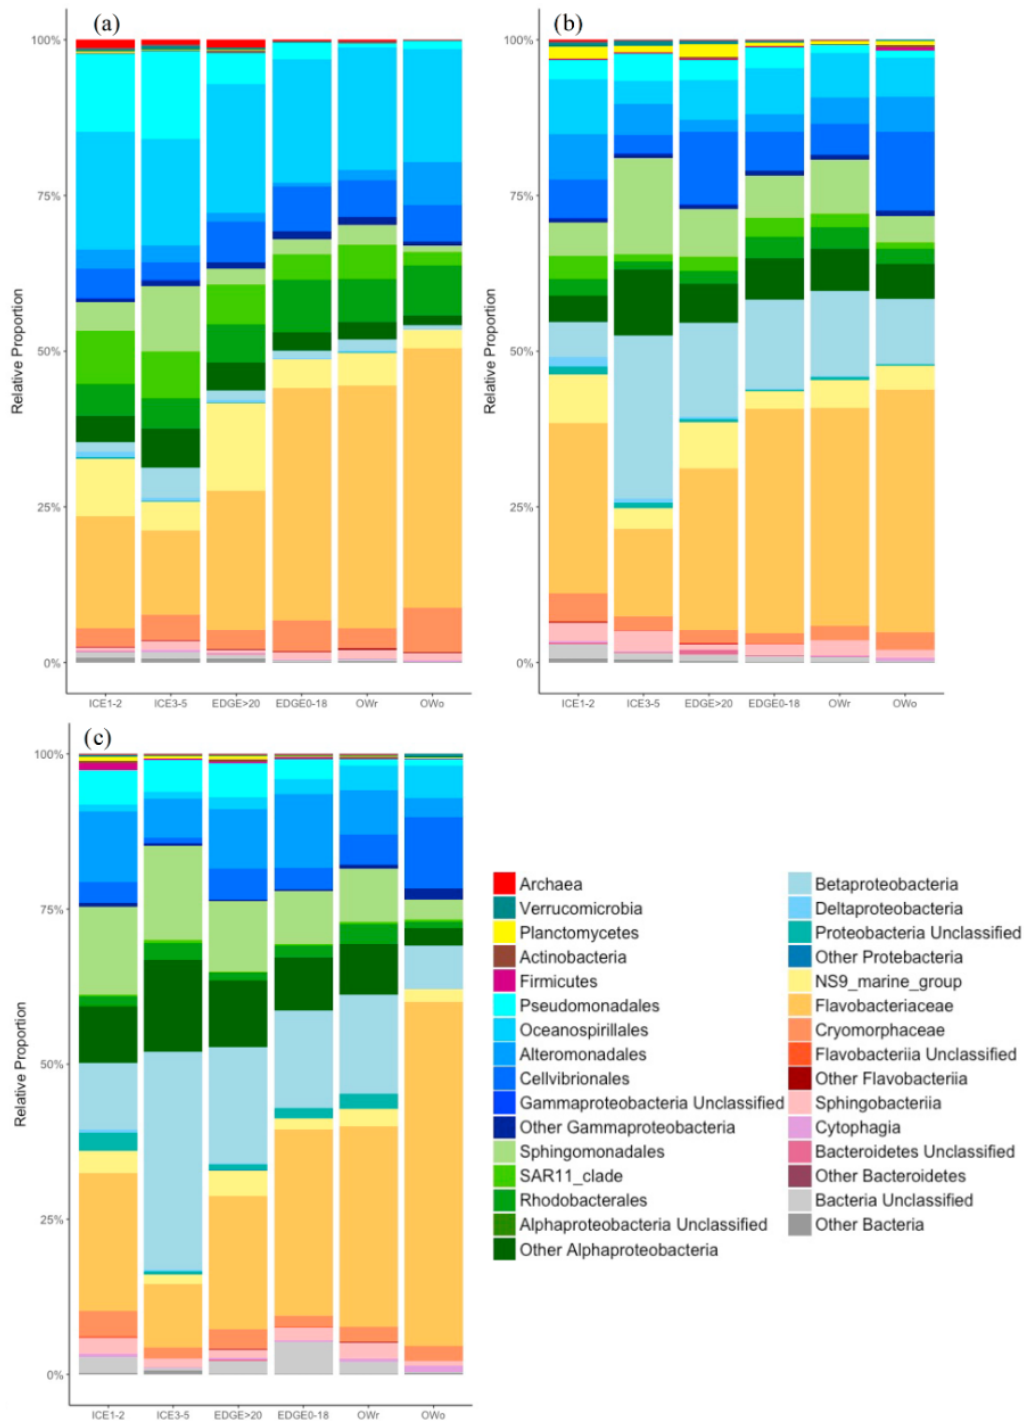 (a)
100%
75%
50%
25%
0%
Relative Proportion
ICE1-2 ICE3-5 EDGE>20 EDGE0-18 OWr OWo
(b)
100%
75%
50%
25%
0%
Relative Proportion
ICE1-2 ICE3-5 EDGE>20 EDGE0-18 OWr OWo
(c)
100%
75%
50%
25%
0%
Relative Proportion
ICE1-2 ICE3-5 EDGE>20 EDGE0-18 OWr OWo
Archaea
Verrucomicrobia
Planctomycetes
Actinobacteria
Firmicutes
Pseudomonadales
Oceanospirillales
Alteromonadales
Cellvibrionales
Gammaproteobacteria Unclassified
Other Gammaproteobacteria
Sphingomonadales
SAR11_clade
Rhodobacterales
Alphaproteobacteria Unclassified
Other Alphaproteobacteria
Betaproteobacteria
Deltaproteobacteria
Proteobacteria Unclassified
Other Protebacteria
NS9_marine_group
Flavobacteriaceae
Cryomorphaceae
Flavobacteriia Unclassified
Other Flavobacteriia
Sphingobacteriia
Cytophagia
Bacteroidetes Unclassified
Other Bacteroidetes
Bacteria Unclassified
Other Bacteria